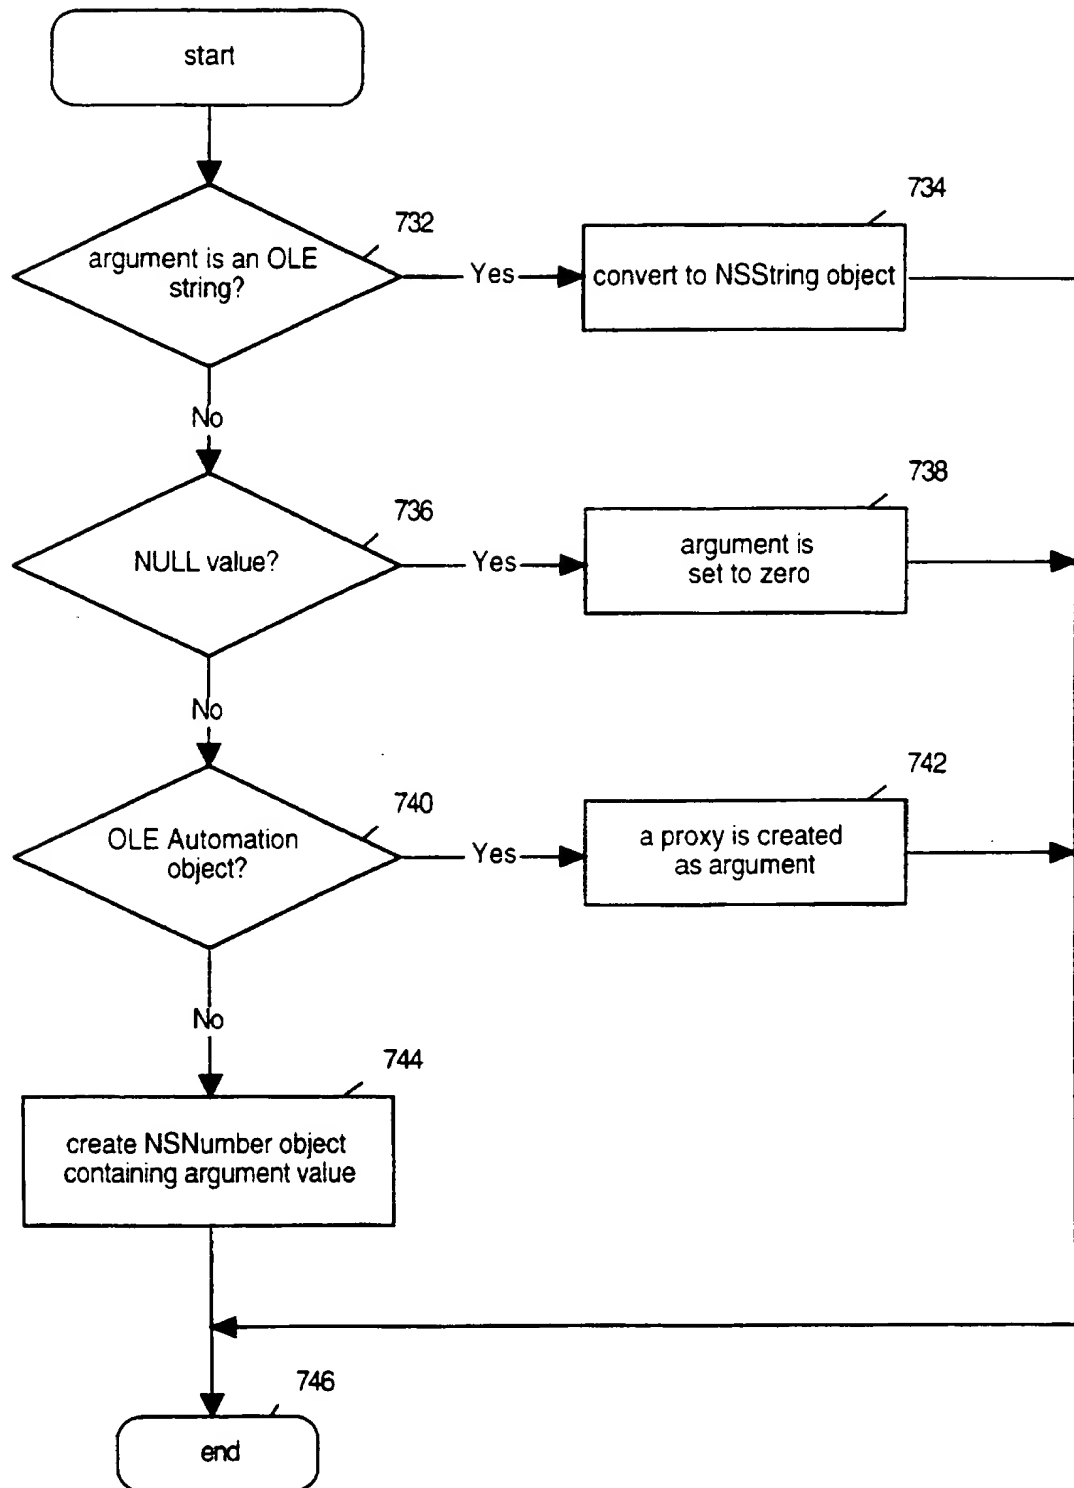 start
732
argument is an OLE
string?
Yes
734
convert to NSString object
No
736
NULL value?
Yes
738
argument is
set to zero
No
740
OLE Automation
object?
Yes
742
a proxy is created
as argument
No
744
create NSNumber object
containing argument value
746
end